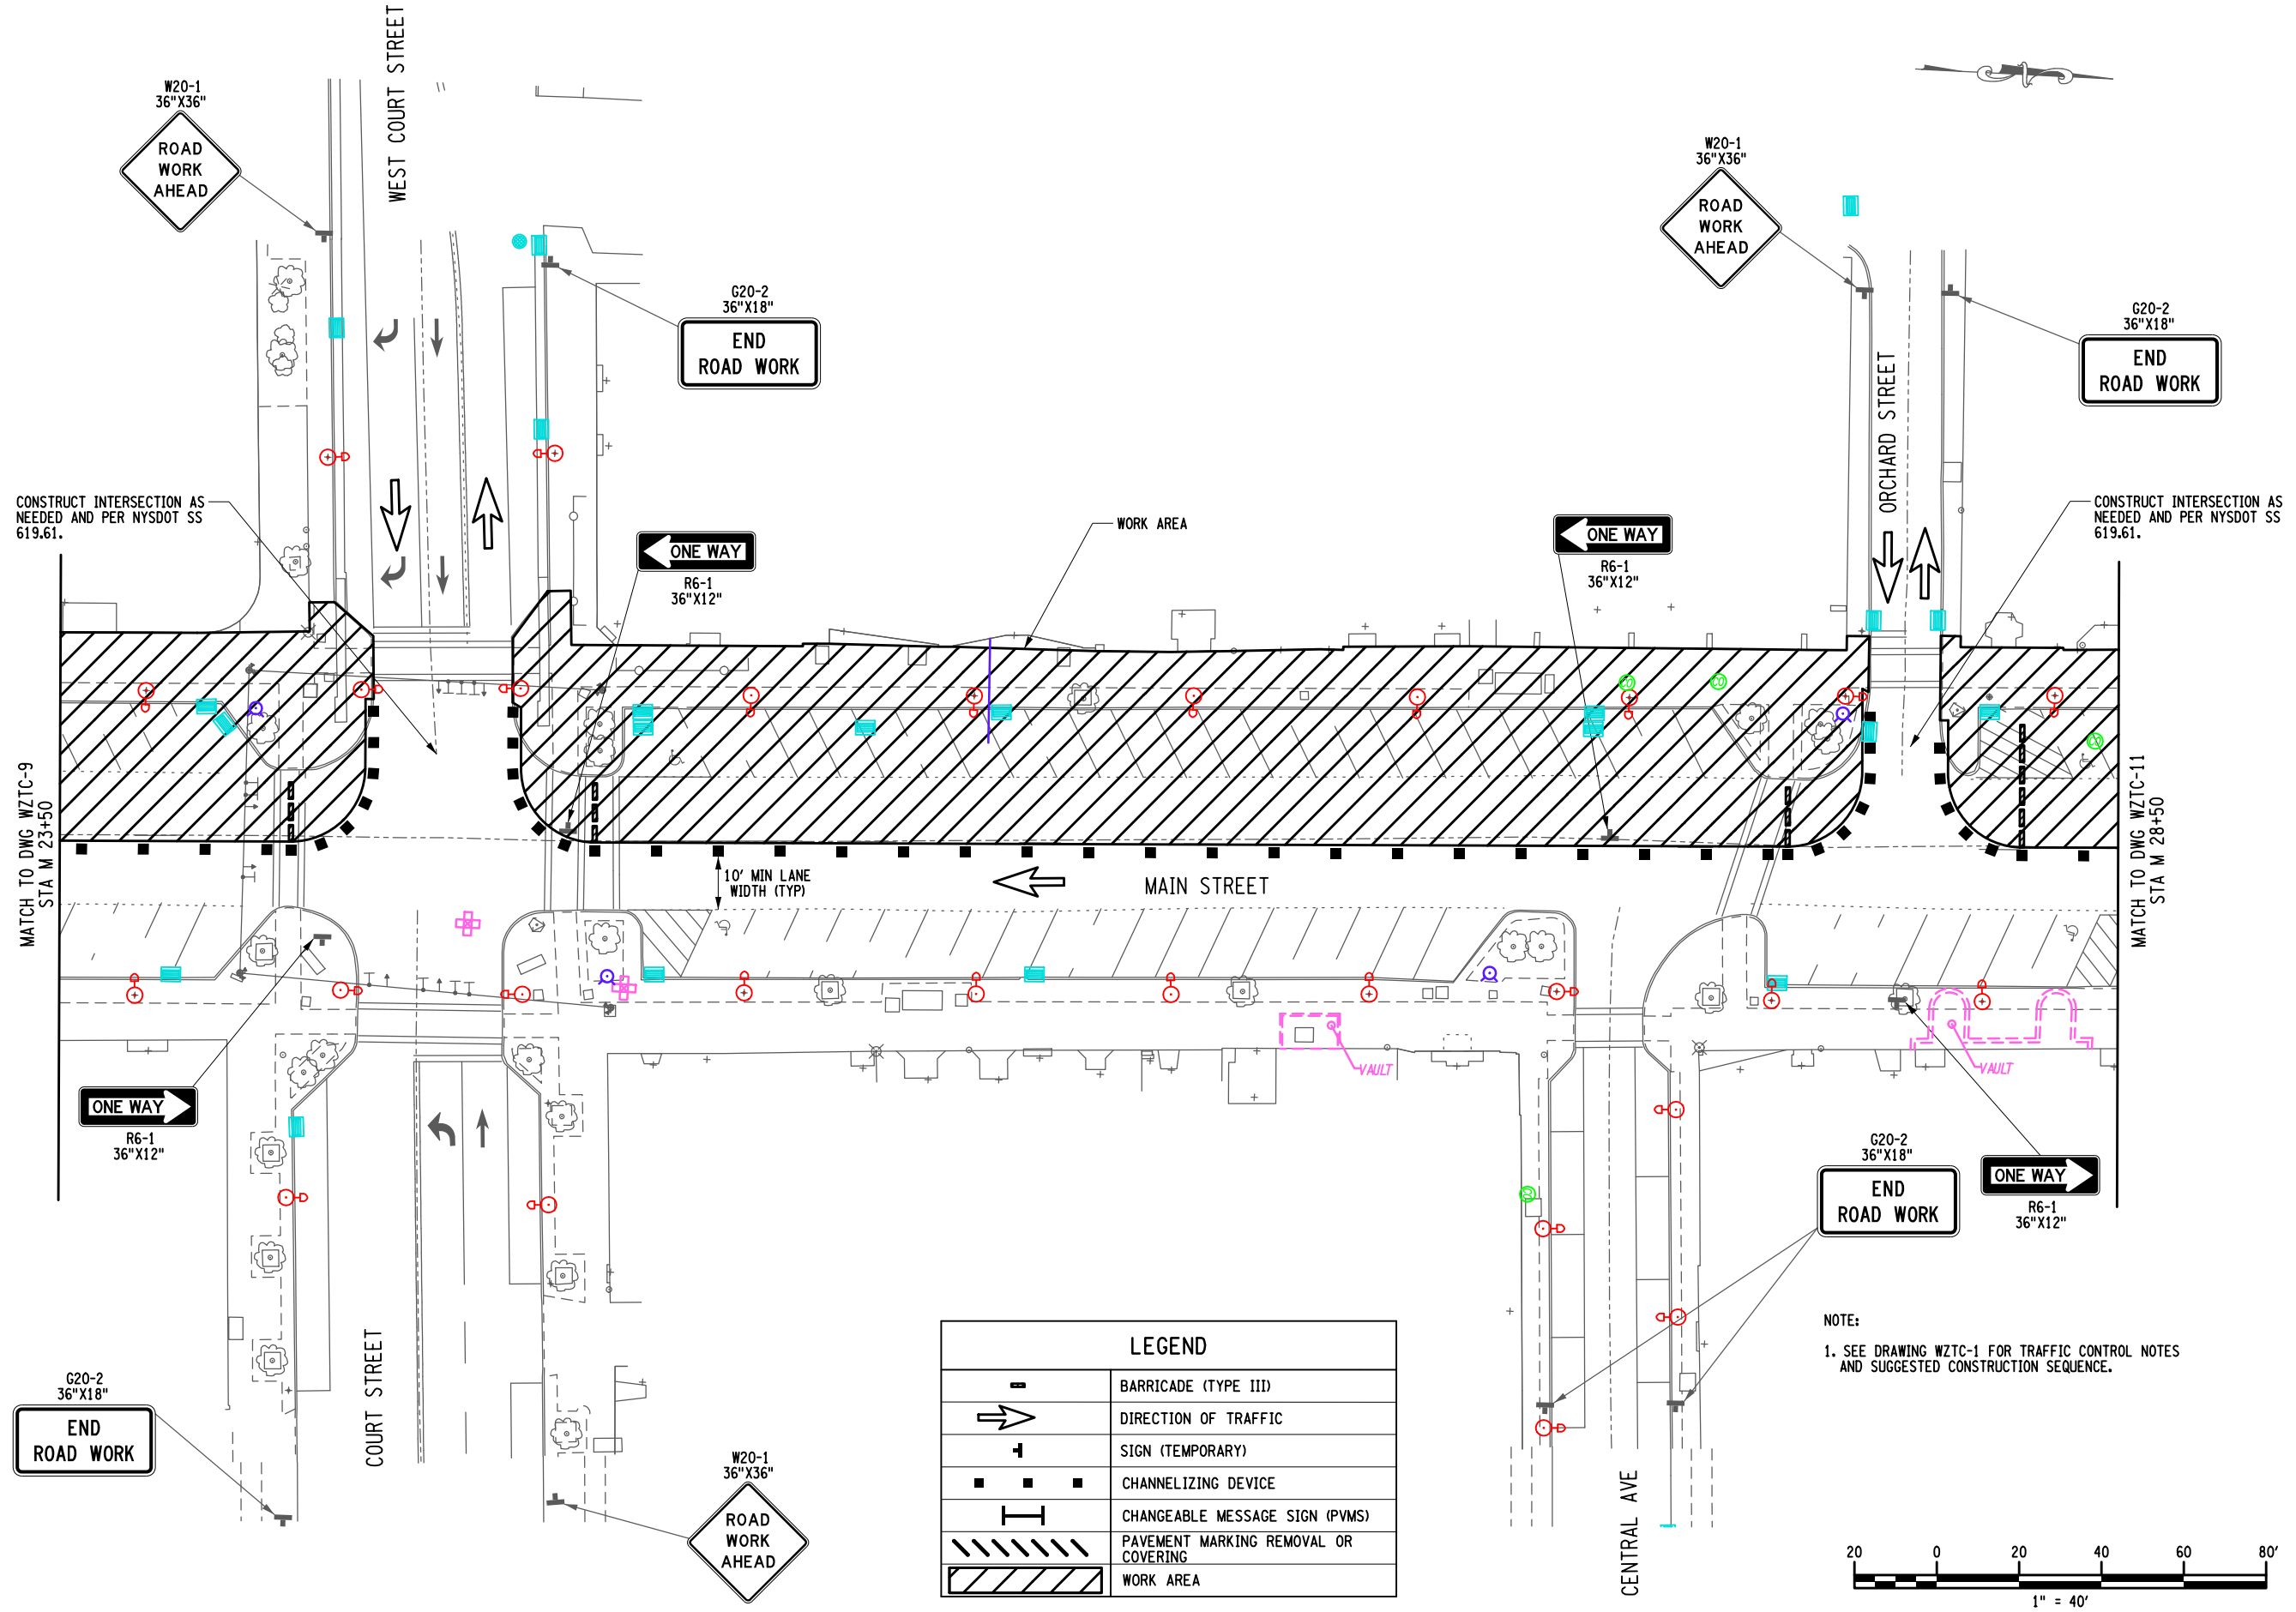 WEST COURT STREET
W20-1
36"X36"
ROAD
WORK
AHEAD
W20-1
36"X36"
ROAD
WORK
AHEAD
G20-2
36"X18"
END
ROAD WORK
G20-2
36"X18"
END
ROAD WORK
ORCHARD STREET
CONSTRUCT INTERSECTION AS
NEEDED AND PER NYSDOT SS
619.61.
ONE WAY
R6-1
36"X12"
WORK AREA
ONE WAY
R6-1
36"X12"
CONSTRUCT INTERSECTION AS
NEEDED AND PER NYSDOT SS
619.61.
MATCH TO DWG WZTC-9
STA M 23+50
10' MIN LANE
WIDTH (TYP)
MAIN STREET
MATCH TO DWG WZTC-11
STA M 28+50
VAULT
VAULT
ONE WAY
R6-1
36"X12"
G20-2
36"X18"
END
ROAD WORK
ONE WAY
R6-1
36"X12"
COURT STREET
G20-2
36"X18"
END
ROAD WORK
W20-1
36"X36"
ROAD
WORK
AHEAD
LEGEND
BARRICADE (TYPE III)
DIRECTION OF TRAFFIC
SIGN (TEMPORARY)
CHANNELIZING DEVICE
CHANGEABLE MESSAGE SIGN (PVMS)
PAVEMENT MARKING REMOVAL OR
COVERING
WORK AREA
CENTRAL AVE
NOTE:
1. SEE DRAWING WZTC-1 FOR TRAFFIC CONTROL NOTES
AND SUGGESTED CONSTRUCTION SEQUENCE.
20 0 20 40 60 80'
1" = 40'